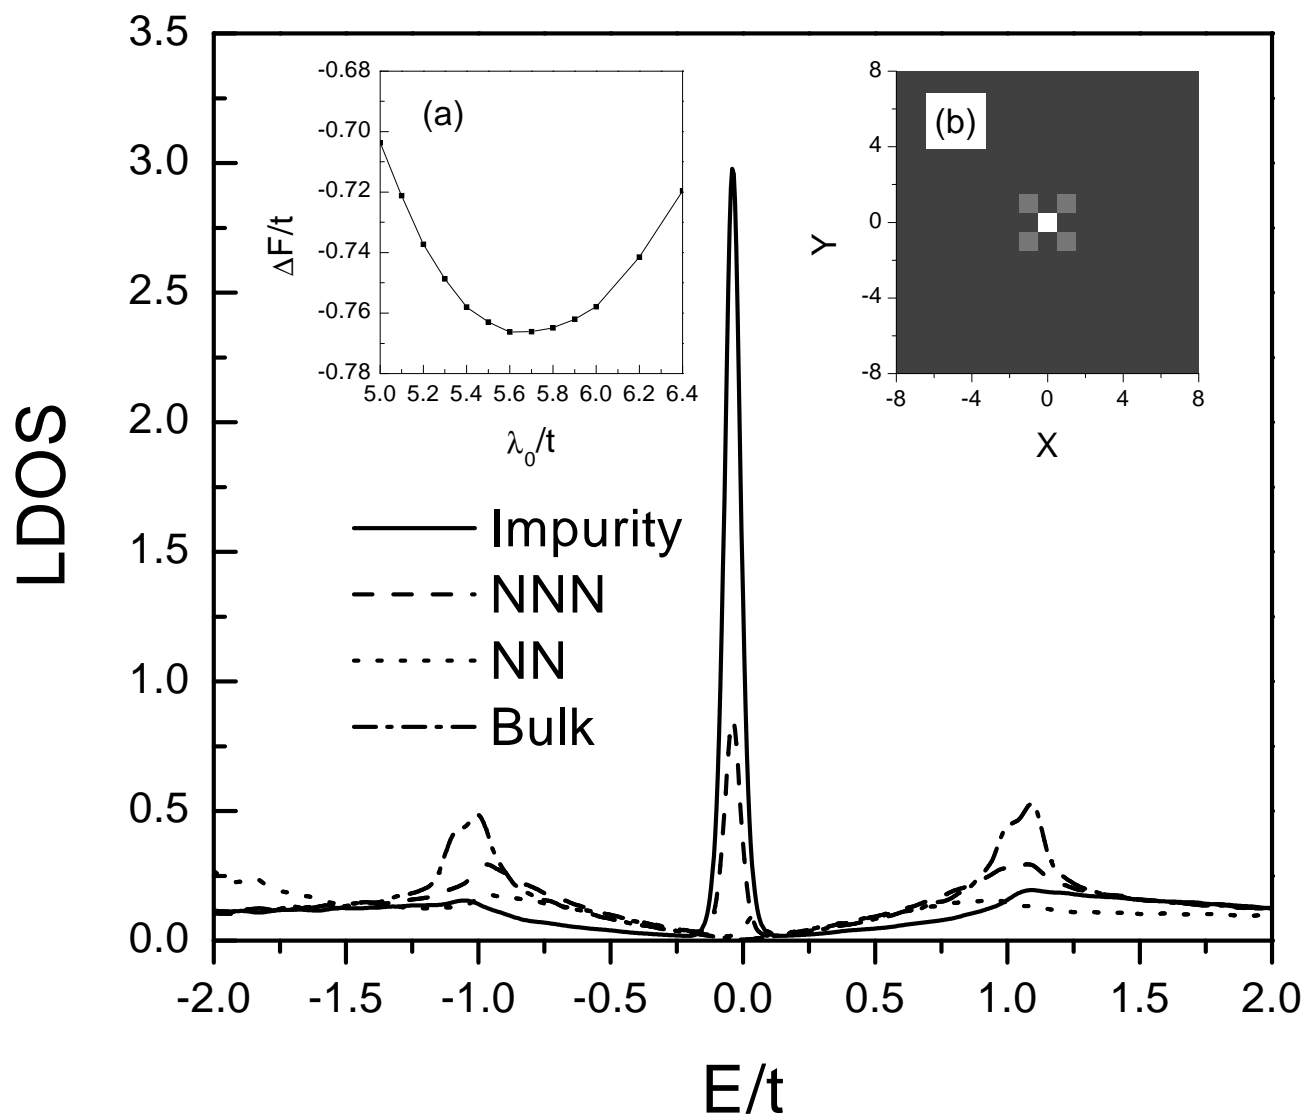 3.5
3.0
2.5
2.0
1.5
1.0
0.5
0.0
LDOS
-2.0 -1.5 -1.0 -0.5 0.0 0.5 1.0 1.5 2.0
E/t
(a)
-0.68
-0.70
-0.72
-0.74
-0.76
-0.78
ΔF/t
5.0 5.2 5.4 5.6 5.8 6.0 6.2 6.4
λ₀/t
(b)
8
4
0
-4
-8
Y
-8 -4 0 4 8
X
Impurity
NNN
NN
Bulk